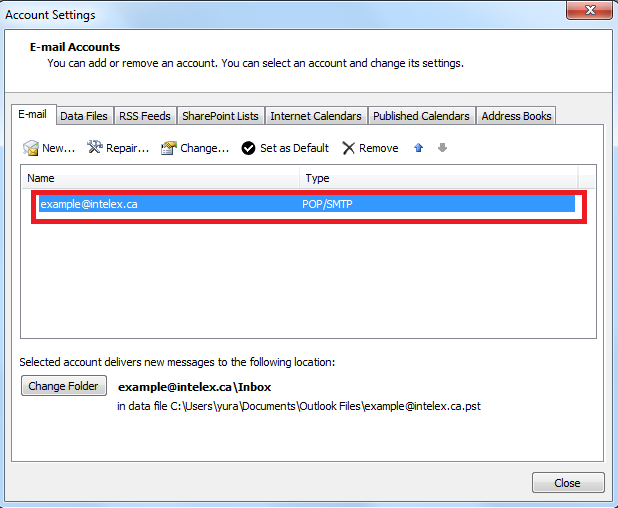 Account Settings
E-mail Accounts
You can add or remove an account. You can select an account and change its settings.
E-mail Data Files RSS Feeds SharePoint Lists Internet Calendars Published Calendars Address Books
New... Repair... Change... Set as Default Remove
Name Type
example@intelex.ca POP/SMTP
Selected account delivers new messages to the following location:
Change Folder example@intelex.ca\Inbox
in data file C:\Users\yura\Documents\Outlook Files\example@intelex.ca.pst
Close